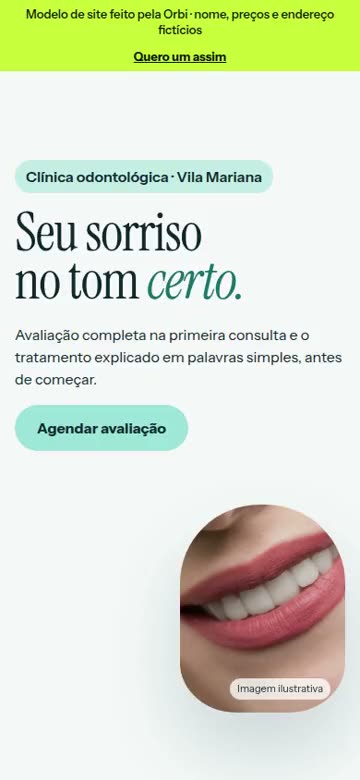 Modelo de site feito pela Orbi · nome, preços e endereço
fictícios
Quero um assim
Clínica odontológica · Vila Mariana
Seu sorriso
no tom certo.
Avaliação completa na primeira consulta e o
tratamento explicado em palavras simples, antes
de começar.
Agendar avaliação
Imagem ilustrativa